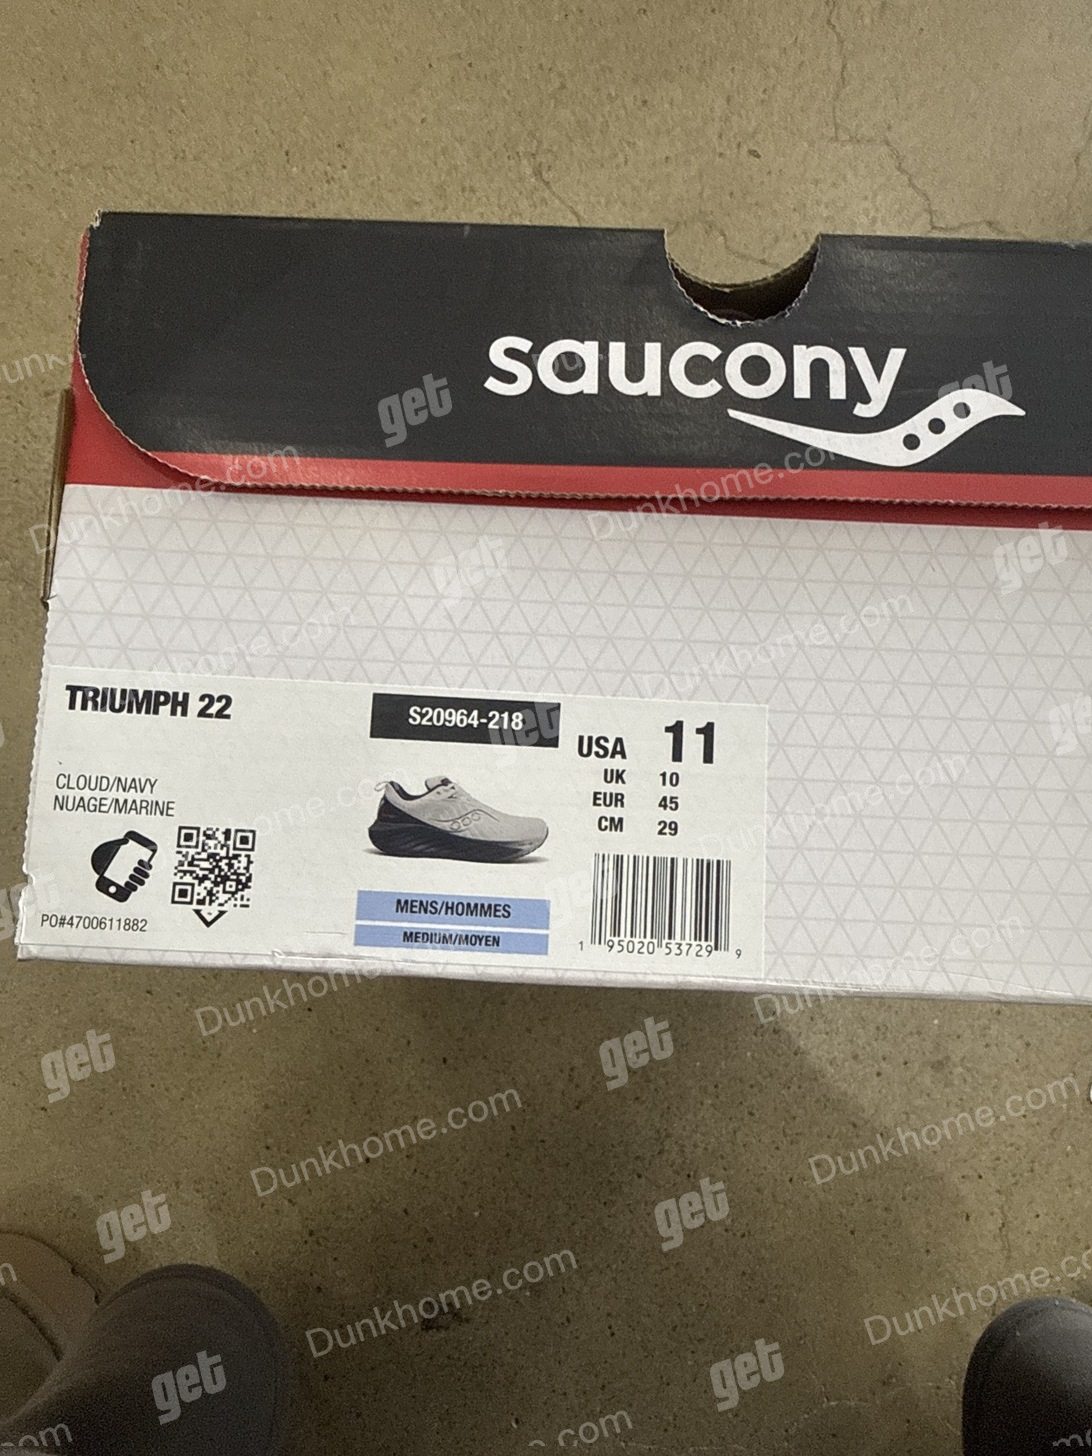 saucony
TRIUMPH 22
S20964-218
USA 11
UK 10
EUR 45
CM 29
CLOUD/NAVY
NUAGE/MARINE
MENS/HOMMES
MEDIUM/MOYEN
PO#4700611882
1 95020 53729 9
get
Dunkhome.com